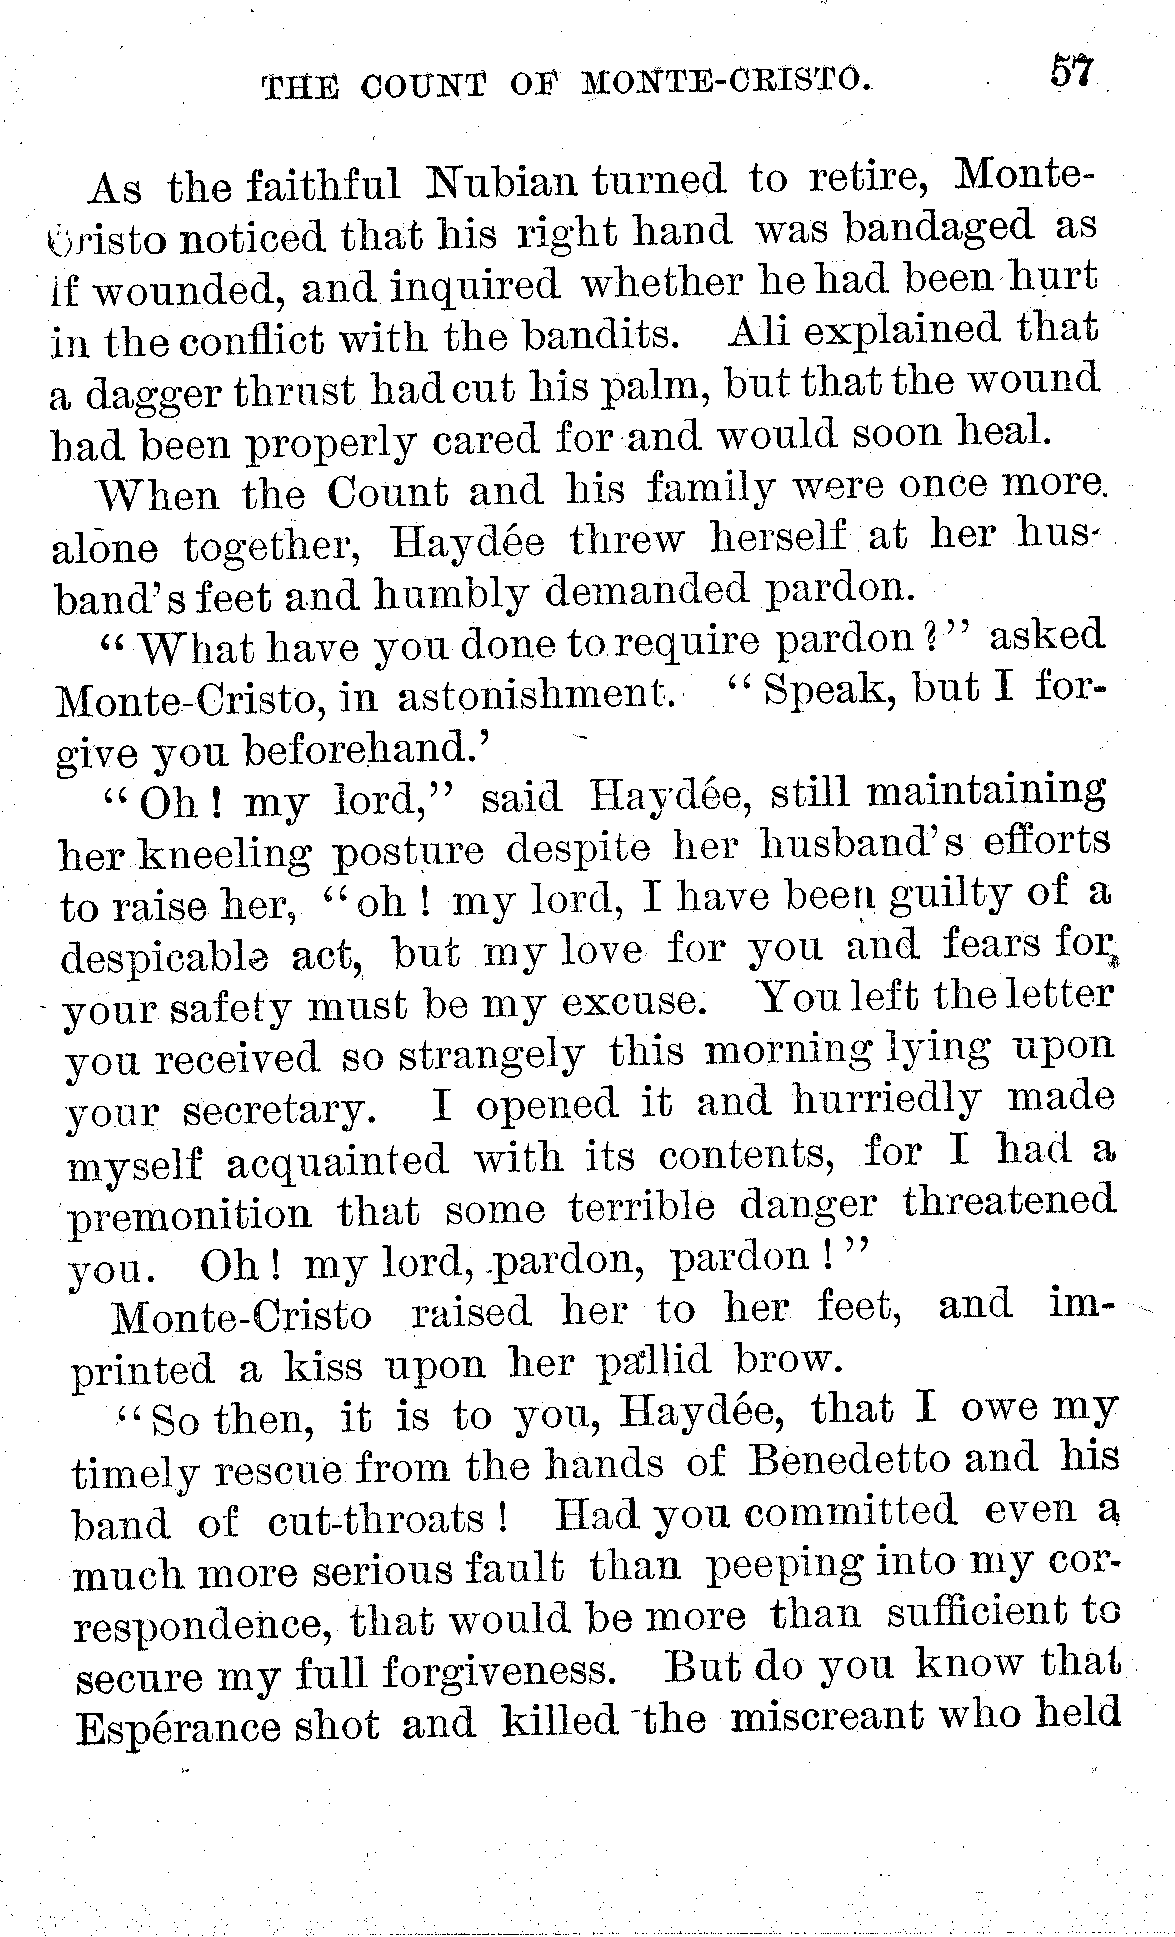 THE COUNT OF MONTE-CRISTO. 57
As the faithful Nubian turned to retire, Monte-
Cristo noticed that his right hand was bandaged as
if wounded, and inquired whether he had been hurt
in the conflict with the bandits. Ali explained that
a dagger thrust had cut his palm, but that the wound
had been properly cared for and would soon heal.
When the Count and his family were once more
alone together, Haydée threw herself at her hus-
band's feet and humbly demanded pardon.
"What have you done to require pardon?" asked
Monte-Cristo, in astonishment. "Speak, but I for-
give you beforehand.'
"Oh! my lord," said Haydée, still maintaining
her kneeling posture despite her husband's efforts
to raise her, "oh! my lord, I have been guilty of a
despicable act, but my love for you and fears for
your safety must be my excuse. You left the letter
you received so strangely this morning lying upon
your secretary. I opened it and hurriedly made
myself acquainted with its contents, for I had a
premonition that some terrible danger threatened
you. Oh! my lord, pardon, pardon!"
Monte-Cristo raised her to her feet, and im-
printed a kiss upon her pallid brow.
"So then, it is to you, Haydée, that I owe my
timely rescue from the hands of Benedetto and his
band of cut-throats! Had you committed even a
much more serious fault than peeping into my cor-
respondence, that would be more than sufficient to
secure my full forgiveness. But do you know that
Espérance shot and killed the miscreant who held